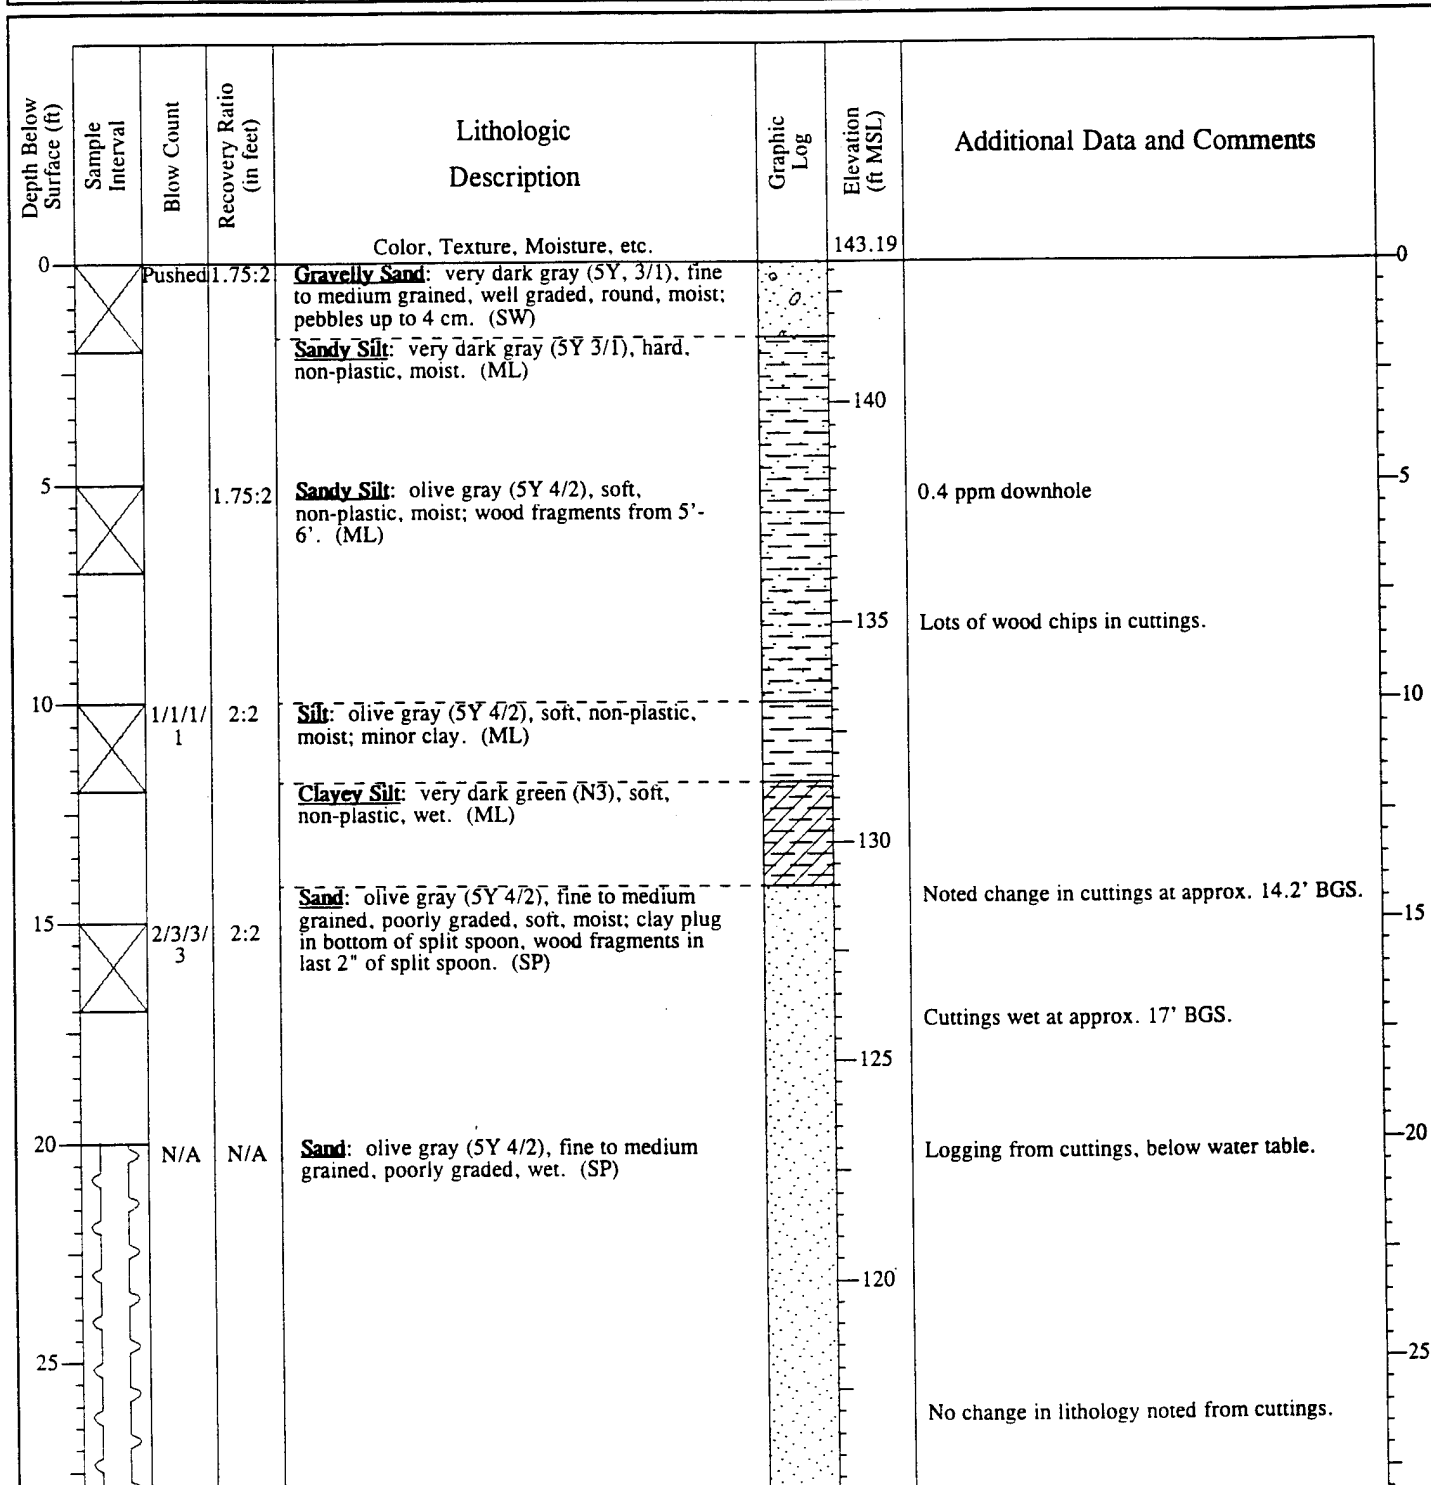 Depth Below
Surface (ft)
Sample
Interval
Blow Count
Recovery Ratio
(in feet)
Lithologic
Description
Color, Texture, Moisture, etc.
Graphic
Log
Elevation
(ft MSL)
143.19
Additional Data and Comments
0
0
Pushed
1.75:2
Gravelly Sand: very dark gray (5Y, 3/1), fine
to medium grained, well graded, round, moist;
pebbles up to 4 cm. (SW)
Sandy Silt: very dark gray (5Y 3/1), hard,
non-plastic, moist. (ML)
140
5
1.75:2
Sandy Silt: olive gray (5Y 4/2), soft,
non-plastic, moist; wood fragments from 5'-
6'. (ML)
0.4 ppm downhole
5
135
Lots of wood chips in cuttings.
10
1/1/1/
1
2:2
Silt: olive gray (5Y 4/2), soft, non-plastic,
moist; minor clay. (ML)
10
Clayey Silt: very dark green (N3), soft,
non-plastic, wet. (ML)
130
Sand: olive gray (5Y 4/2), fine to medium
grained, poorly graded, soft, moist; clay plug
in bottom of split spoon, wood fragments in
last 2" of split spoon. (SP)
Noted change in cuttings at approx. 14.2' BGS.
15
2/3/3/
3
2:2
15
Cuttings wet at approx. 17' BGS.
125
20
N/A
N/A
Sand: olive gray (5Y 4/2), fine to medium
grained, poorly graded, wet. (SP)
Logging from cuttings, below water table.
20
120
25
25
No change in lithology noted from cuttings.